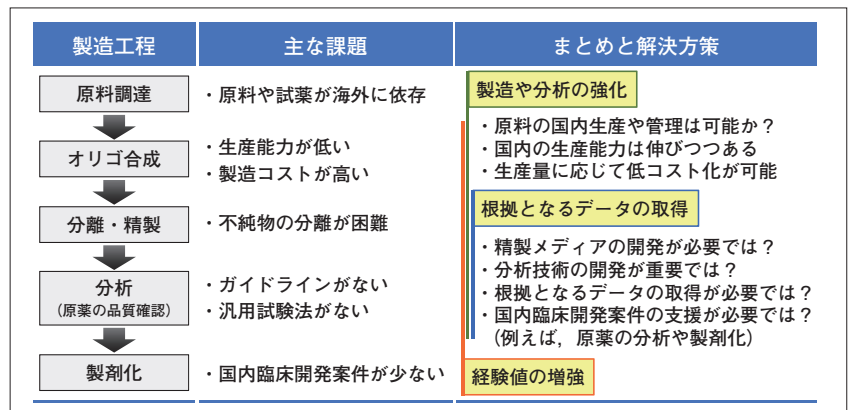 製造工程
主な課題
まとめと解決方策
原料調達
・原料や試薬が海外に依存
オリゴ合成
・生産能力が低い
・製造コストが高い
分離・精製
・不純物の分離が困難
分析
(原薬の品質確認)
・ガイドラインがない
・汎用試験法がない
製剤化
・国内臨床開発案件が少ない
製造や分析の強化
・原料の国内生産や管理は可能か？
・国内の生産能力は伸びつつある
・生産量に応じて低コスト化が可能
根拠となるデータの取得
・精製メディアの開発が必要では？
・分析技術の開発が重要では？
・根拠となるデータの取得が必要では？
・国内臨床開発案件の支援が必要では？
(例えば，原薬の分析や製剤化)
経験値の増強